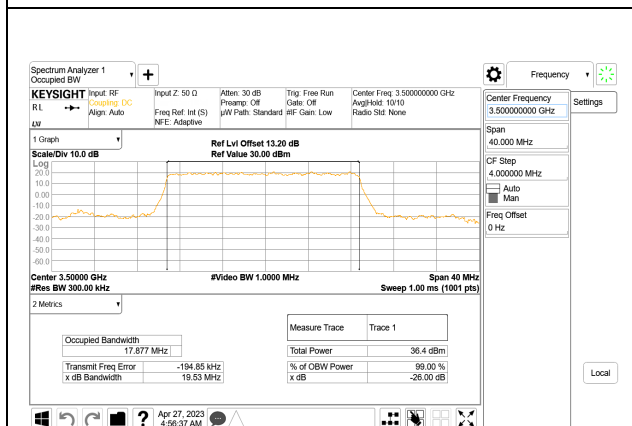 Spectrum Analyzer 1
Occupied BW
+
Frequency
KEYSIGHT Input: RF Input Z: 50 Ω Atten: 30 dB Trig: Free Run Center Freq: 3.500000000 GHz
R L Coupling: DC Preamp: Off Gate: Off Avg|Hold: 10/10
Align: Auto Freq Ref: Int (S) µW Path: Standard #IF Gain: Low Radio Std: None
NFE: Adaptive
Center Frequency
3.500000000 GHz
Settings
Span
40.000 MHz
CF Step
4.000000 MHz
Auto
Man
Freq Offset
0 Hz
1 Graph
Ref Lvl Offset 13.20 dB
Scale/Div 10.0 dB Ref Value 30.00 dBm
Log
20.0
10.0
0.00
-10.0
-20.0
-30.0
-40.0
-50.0
-60.0
Center 3.50000 GHz #Video BW 1.0000 MHz Span 40 MHz
#Res BW 300.00 kHz Sweep 1.00 ms (1001 pts)
2 Metrics
Measure Trace Trace 1
Occupied Bandwidth
17.877 MHz
Total Power 36.4 dBm
Transmit Freq Error -194.85 kHz % of OBW Power 99.00 %
x dB Bandwidth 19.53 MHz x dB -26.00 dB
Local
? Apr 27, 2023
4:56:37 AM